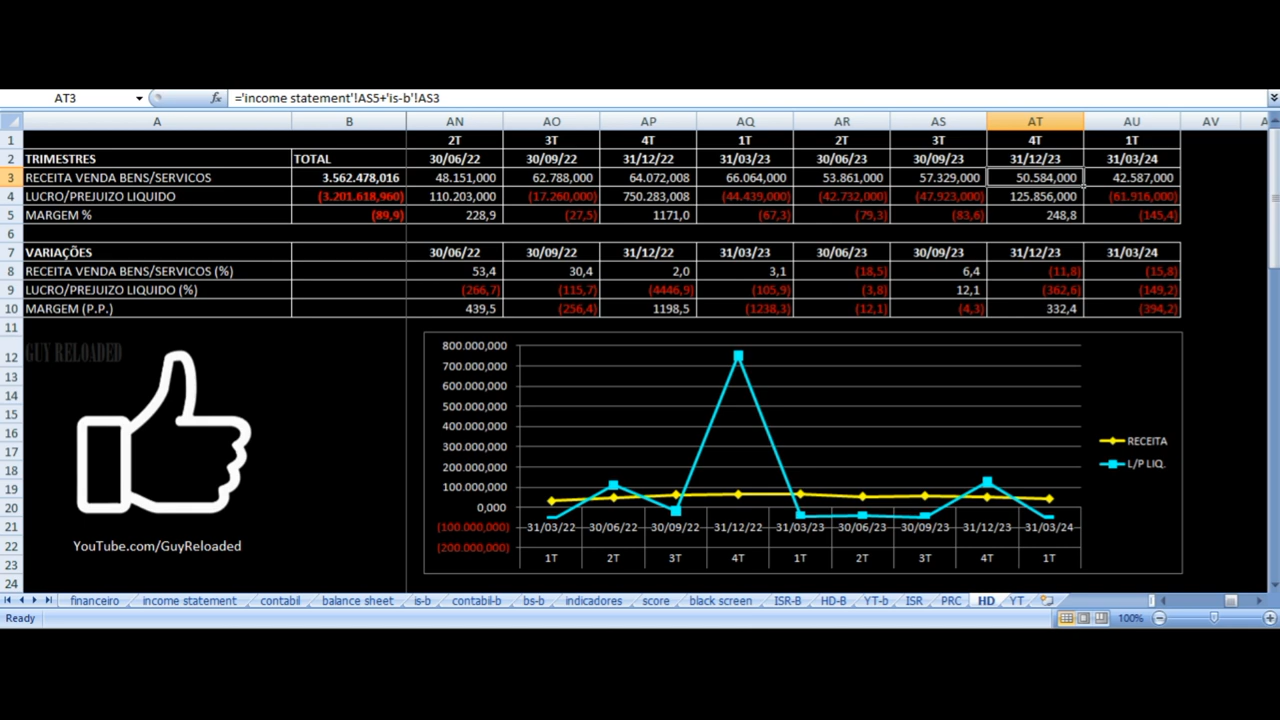 AT3 fx ='income statement'!AS5+'is-b'!AS3
A B AN AO AP AQ AR AS AT AU AV A
1 2T 3T 4T 1T 2T 3T 4T 1T
2 TRIMESTRES TOTAL 30/06/22 30/09/22 31/12/22 31/03/23 30/06/23 30/09/23 31/12/23 31/03/24
3 RECEITA VENDA BENS/SERVICOS 3.562.478,016 48.151,000 62.788,000 64.072,008 66.064,000 53.861,000 57.329,000 50.584,000 42.587,000
4 LUCRO/PREJUIZO LIQUIDO (3.201.618,960) 110.203,000 (17.260,000) 750.283,008 (44.439,000) (42.732,000) (47.923,000) 125.856,000 (61.916,000)
5 MARGEM % (89,9) 228,9 (27,5) 1171,0 (67,3) (79,3) (83,6) 248,8 (145,4)
6
7 VARIAÇÕES 30/06/22 30/09/22 31/12/22 31/03/23 30/06/23 30/09/23 31/12/23 31/03/24
8 RECEITA VENDA BENS/SERVICOS (%) 53,4 30,4 2,0 3,1 (18,5) 6,4 (11,8) (15,8)
9 LUCRO/PREJUIZO LIQUIDO (%) (266,7) (115,7) (4446,9) (105,9) (3,8) 12,1 (362,6) (149,2)
10 MARGEM (P.P.) 439,5 (256,4) 1198,5 (1238,3) (12,1) (4,3) 332,4 (394,2)
11
12 GUY RELOADED
13
14
15
16
17
18
19
20
21
22
23
24
800.000,000
700.000,000
600.000,000
500.000,000
400.000,000
300.000,000
200.000,000
100.000,000
0,000
(100.000,000)
(200.000,000)
31/03/22 30/06/22 30/09/22 31/12/22 31/03/23 30/06/23 30/09/23 31/12/23 31/03/24
1T 2T 3T 4T 1T 2T 3T 4T 1T
RECEITA
L/P LIQ.
YouTube.com/GuyReloaded
financeiro income statement contabil balance sheet is-b contabil-b bs-b indicadores score black screen ISR-B HD-B YT-b ISR PRC HD YT
Ready 100%